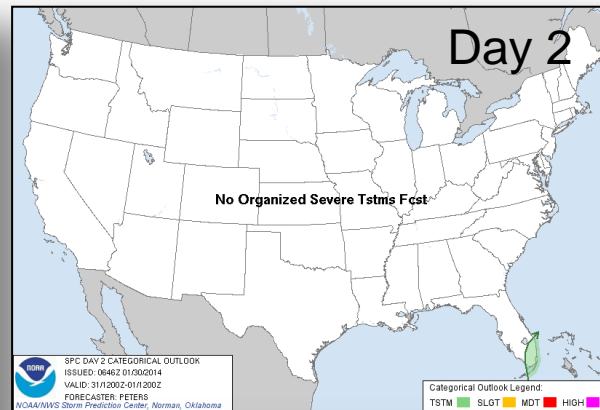 Day 2
No Organized Severe Tstms Fcst
NOAA
SPC DAY 2 CATEGORICAL OUTLOOK
ISSUED: 0646Z 01/30/2014
VALID: 31/1200Z-01/1200Z
FORECASTER: PETERS
NOAA/NWS Storm Prediction Center, Norman, Oklahoma
Categorical Outlook Legend:
TSTM SLGT MDT HIGH